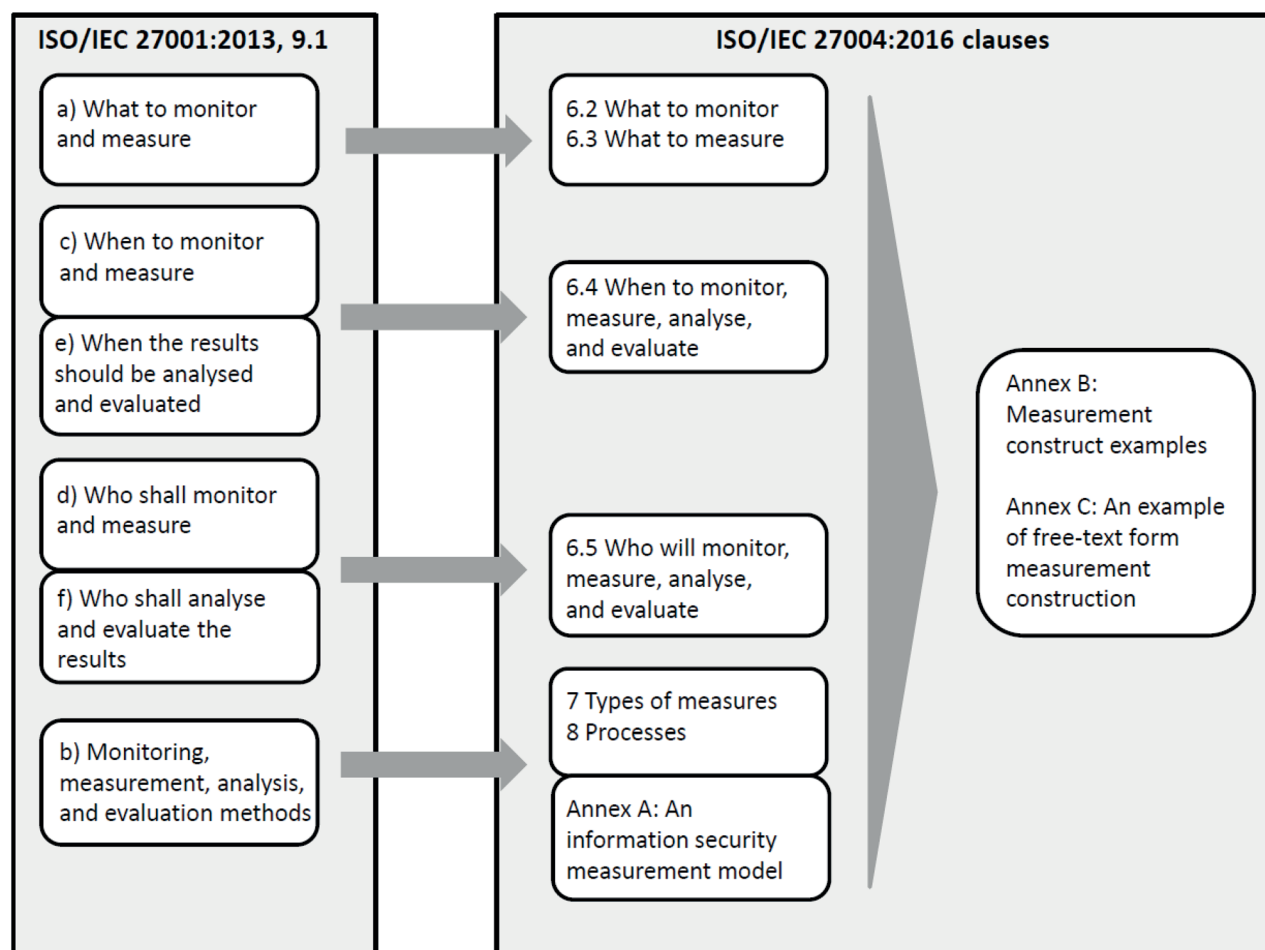 ISO/IEC 27001:2013, 9.1
a) What to monitor
and measure
c) When to monitor
and measure
e) When the results
should be analysed
and evaluated
d) Who shall monitor
and measure
f) Who shall analyse
and evaluate the
results
b) Monitoring,
measurement, analysis,
and evaluation methods
ISO/IEC 27004:2016 clauses
6.2 What to monitor
6.3 What to measure
6.4 When to monitor,
measure, analyse,
and evaluate
6.5 Who will monitor,
measure, analyse,
and evaluate
7 Types of measures
8 Processes
Annex A: An
information security
measurement model
Annex B:
Measurement
construct examples
Annex C: An example
of free-text form
measurement
construction